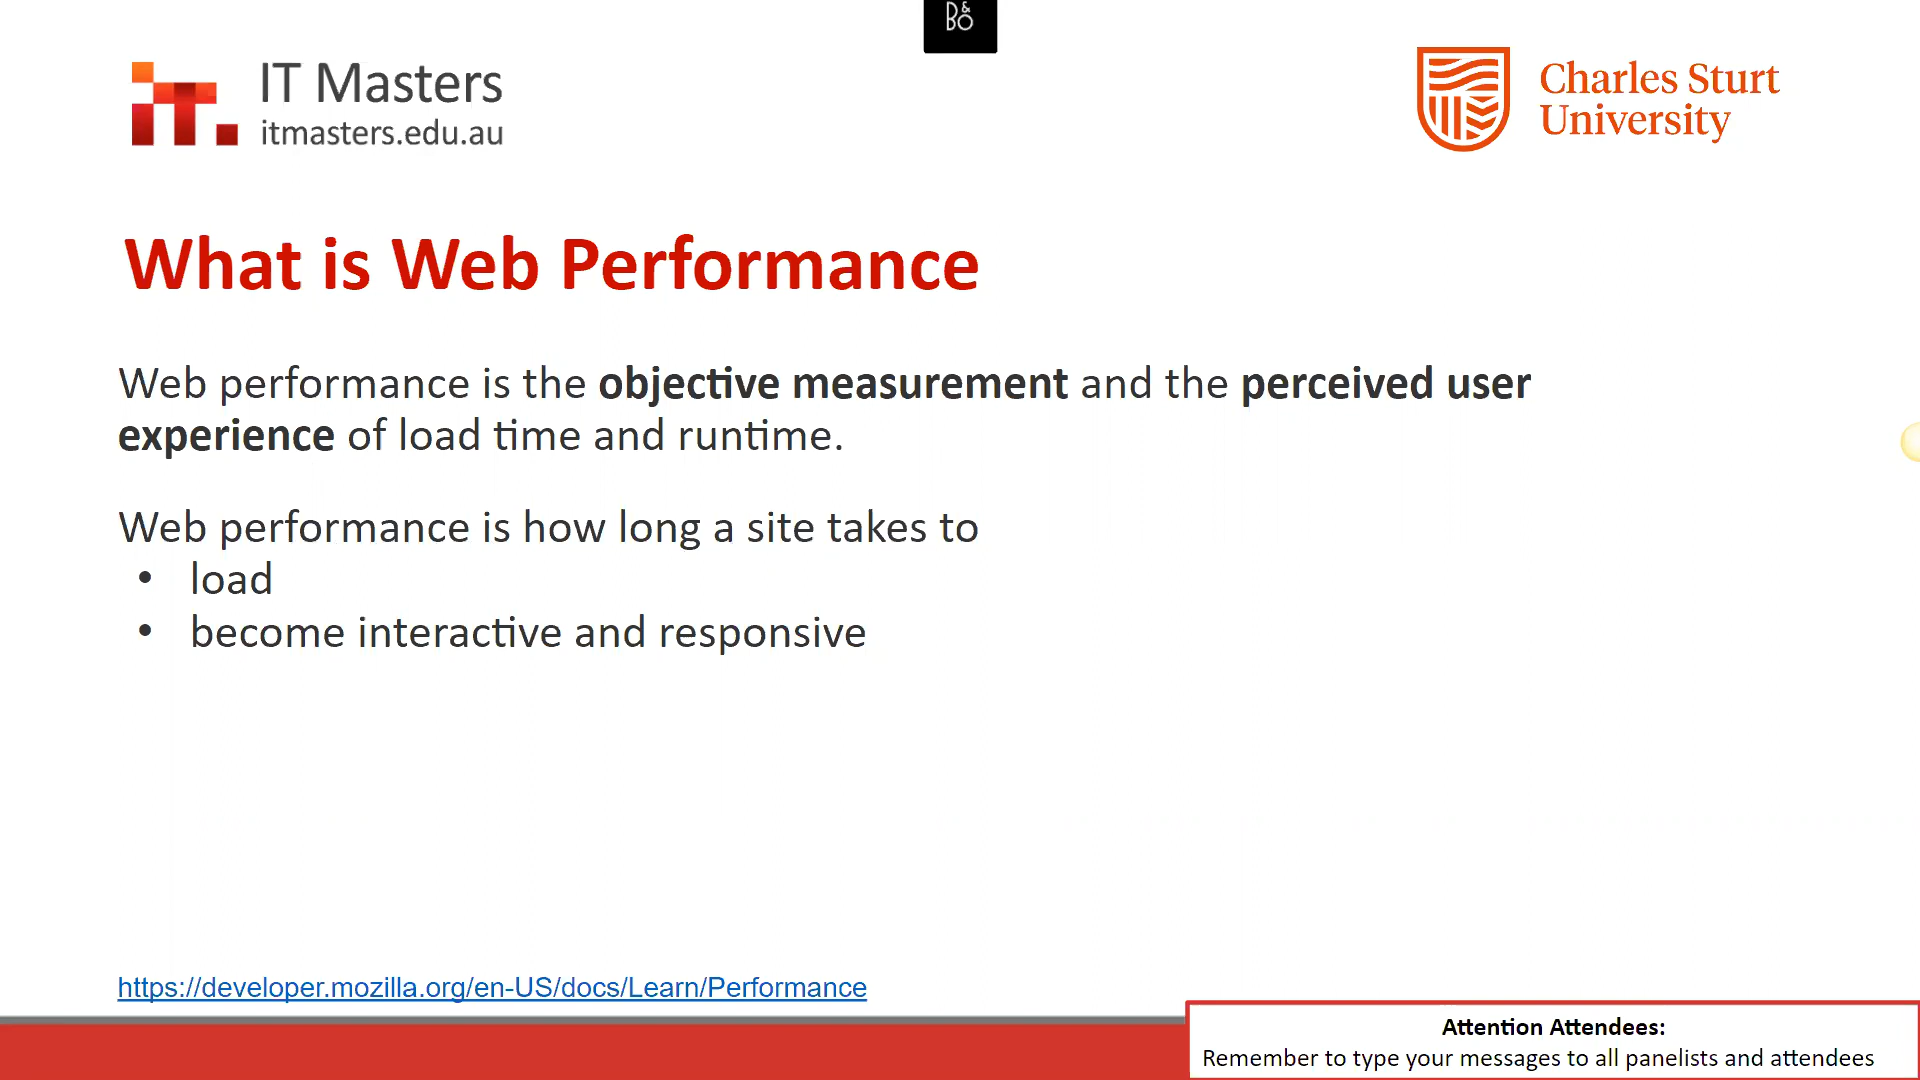 B&O
IT Masters
itmasters.edu.au
Charles Sturt
University
What is Web Performance
Web performance is the objective measurement and the perceived user
experience of load time and runtime.
Web performance is how long a site takes to
• load
• become interactive and responsive
https://developer.mozilla.org/en-US/docs/Learn/Performance
Attention Attendees:
Remember to type your messages to all panelists and attendees